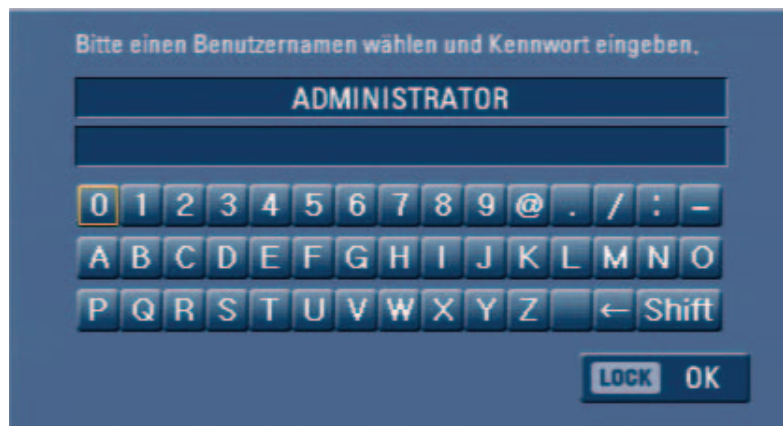 Bitte einen Benutzernamen wählen und Kennwort eingeben.
ADMINISTRATOR
0 1 2 3 4 5 6 7 8 9 @ . / : –
A B C D E F G H I J K L M N O
P Q R S T U V W X Y Z ← Shift
LOCK OK